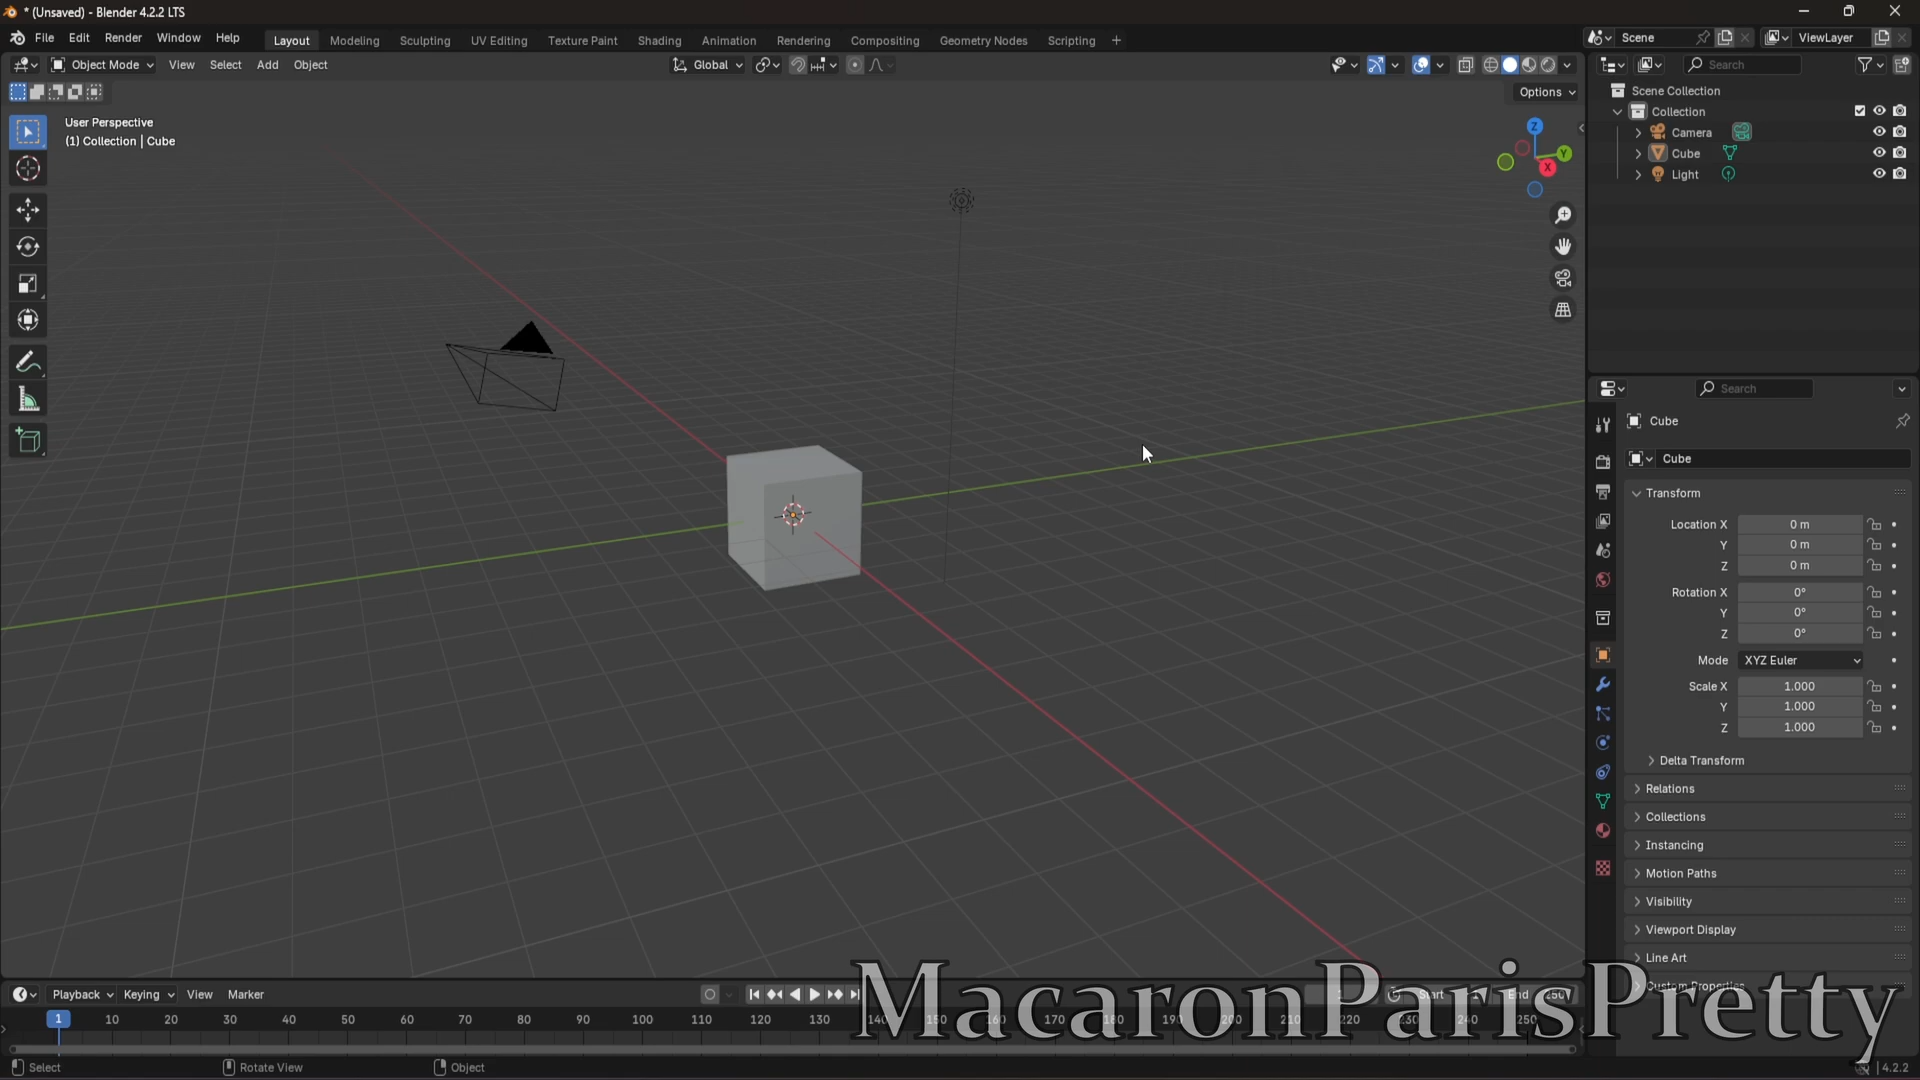 * (Unsaved) - Blender 4.2.2 LTS
File Edit Render Window Help Layout Modeling Sculpting UV Editing Texture Paint Shading Animation Rendering Compositing Geometry Nodes Scripting + Scene ViewLayer
Object Mode View Select Add Object Global Search
Options
User Perspective
(1) Collection | Cube
Z
Y
X
Scene Collection
Collection
Camera
Cube
Light
Search
Cube
Cube
Transform
Location X 0 m
Y 0 m
Z 0 m
Rotation X 0°
Y 0°
Z 0°
Mode XYZ Euler
Scale X 1.000
Y 1.000
Z 1.000
Delta Transform
Relations
Collections
Instancing
Motion Paths
Visibility
Viewport Display
Line Art
Custom Properties
Playback Keying View Marker 1 Start 1 End 250
1 10 20 30 40 50 60 70 80 90 100 110 120 130 140 150 160 170 180 190 200 210 220 230 240 250
MacaronParisPretty
Select Rotate View Object 4.2.2